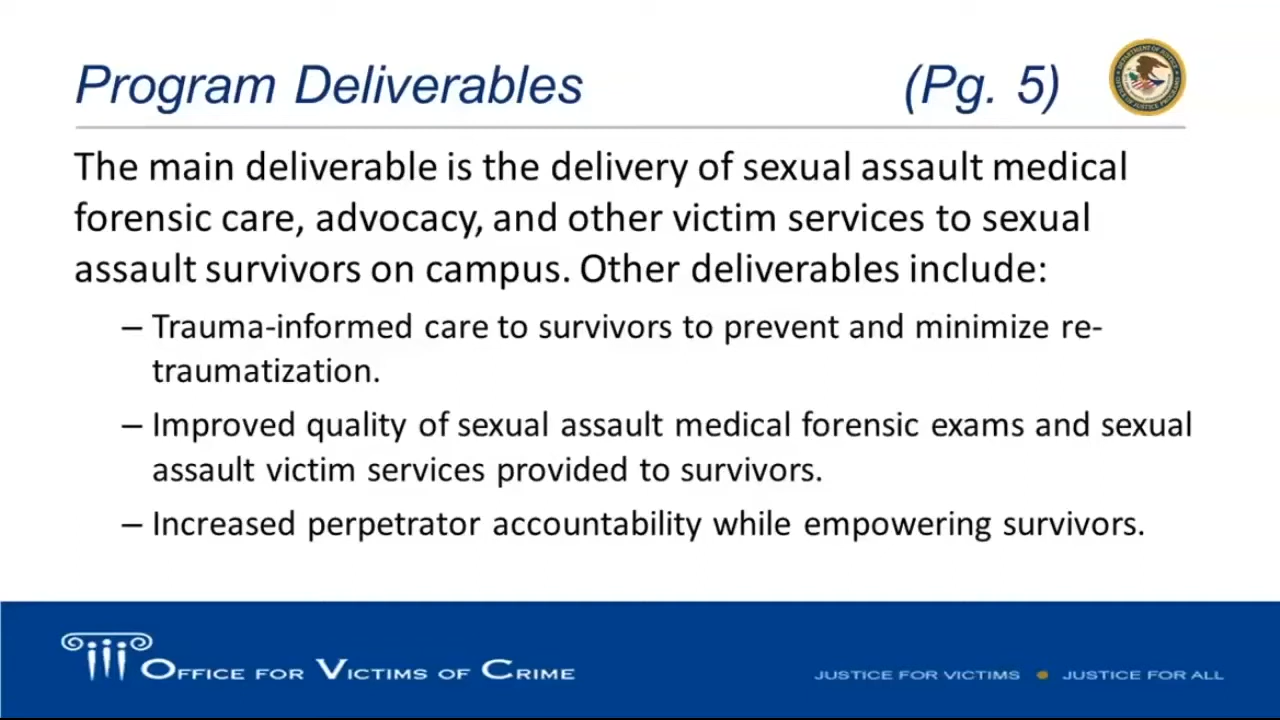 Program Deliverables (Pg. 5)
The main deliverable is the delivery of sexual assault medical
forensic care, advocacy, and other victim services to sexual
assault survivors on campus. Other deliverables include:
– Trauma-informed care to survivors to prevent and minimize re-
traumatization.
– Improved quality of sexual assault medical forensic exams and sexual
assault victim services provided to survivors.
– Increased perpetrator accountability while empowering survivors.
OFFICE FOR VICTIMS OF CRIME
JUSTICE FOR VICTIMS • JUSTICE FOR ALL